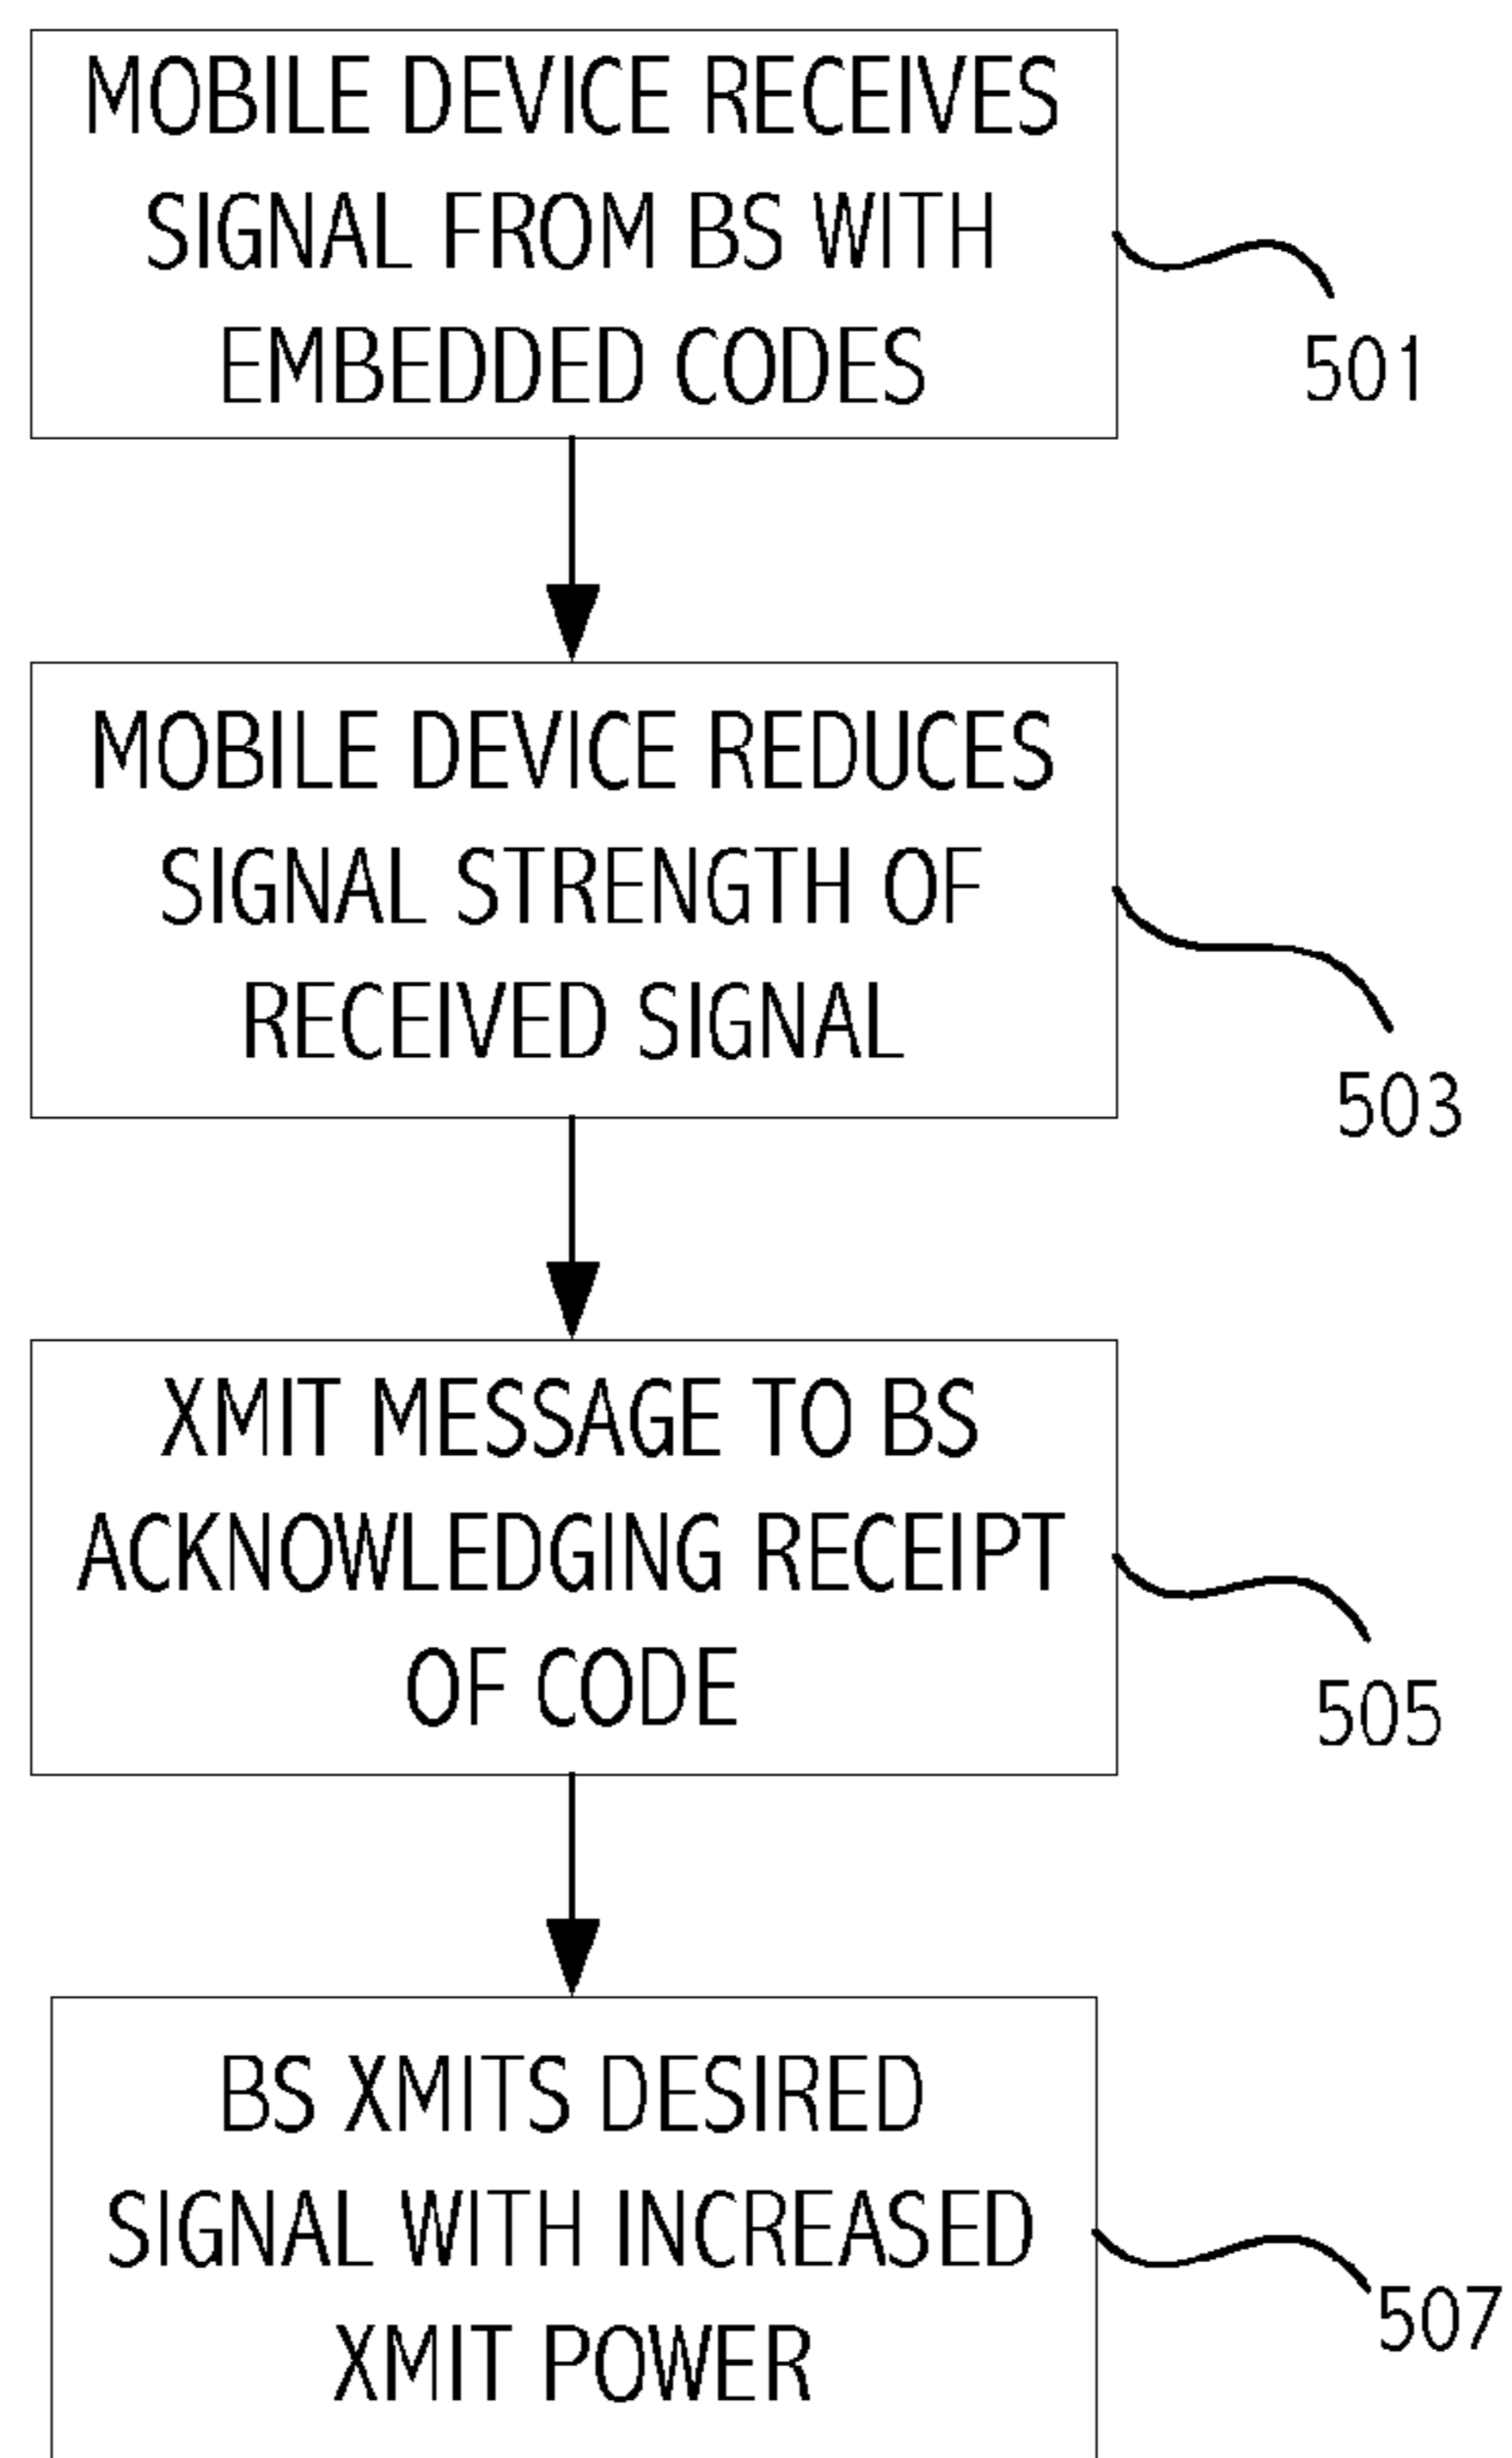 MOBILE DEVICE RECEIVES
SIGNAL FROM BS WITH
EMBEDDED CODES
501
MOBILE DEVICE REDUCES
SIGNAL STRENGTH OF
RECEIVED SIGNAL
503
XMIT MESSAGE TO BS
ACKNOWLEDGING RECEIPT
OF CODE
505
BS XMITS DESIRED
SIGNAL WITH INCREASED
XMIT POWER
507